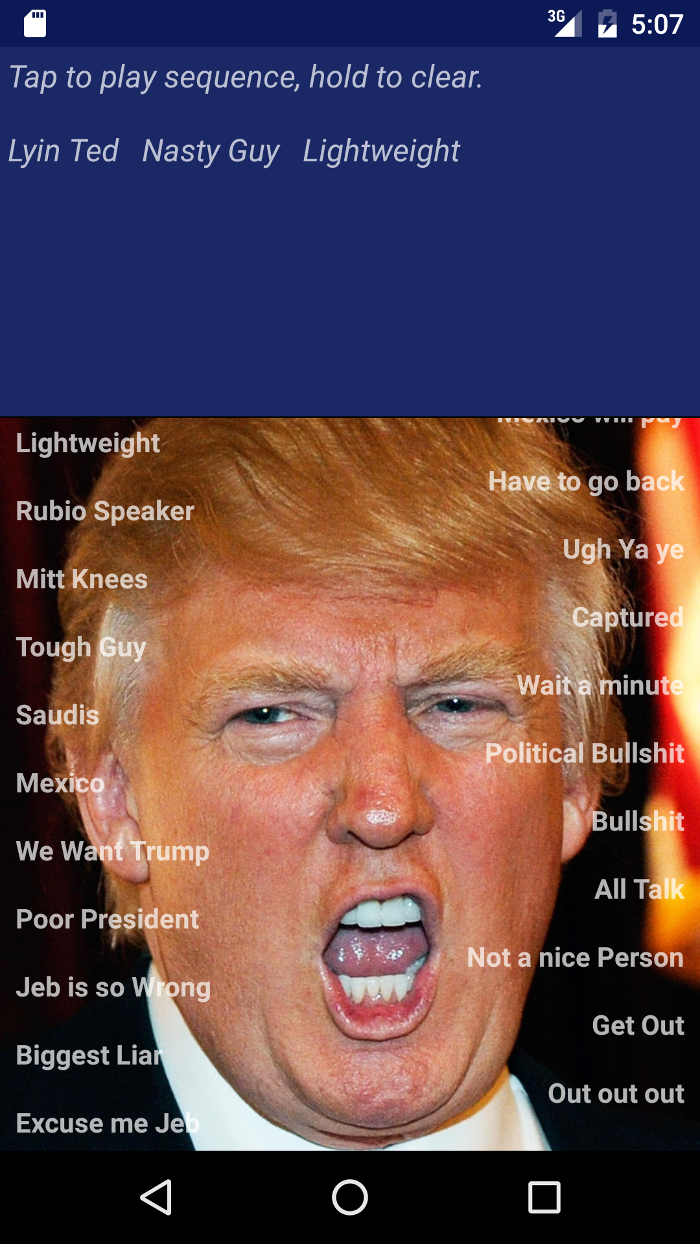 3G 5:07
Tap to play sequence, hold to clear.
Lyin Ted Nasty Guy Lightweight
Mexico will pay
Lightweight
Have to go back
Rubio Speaker
Ugh Ya ye
Mitt Knees
Captured
Tough Guy
Wait a minute
Saudis
Political Bullshit
Mexico
Bullshit
We Want Trump
All Talk
Poor President
Not a nice Person
Jeb is so Wrong
Get Out
Biggest Liar
Out out out
Excuse me Jeb